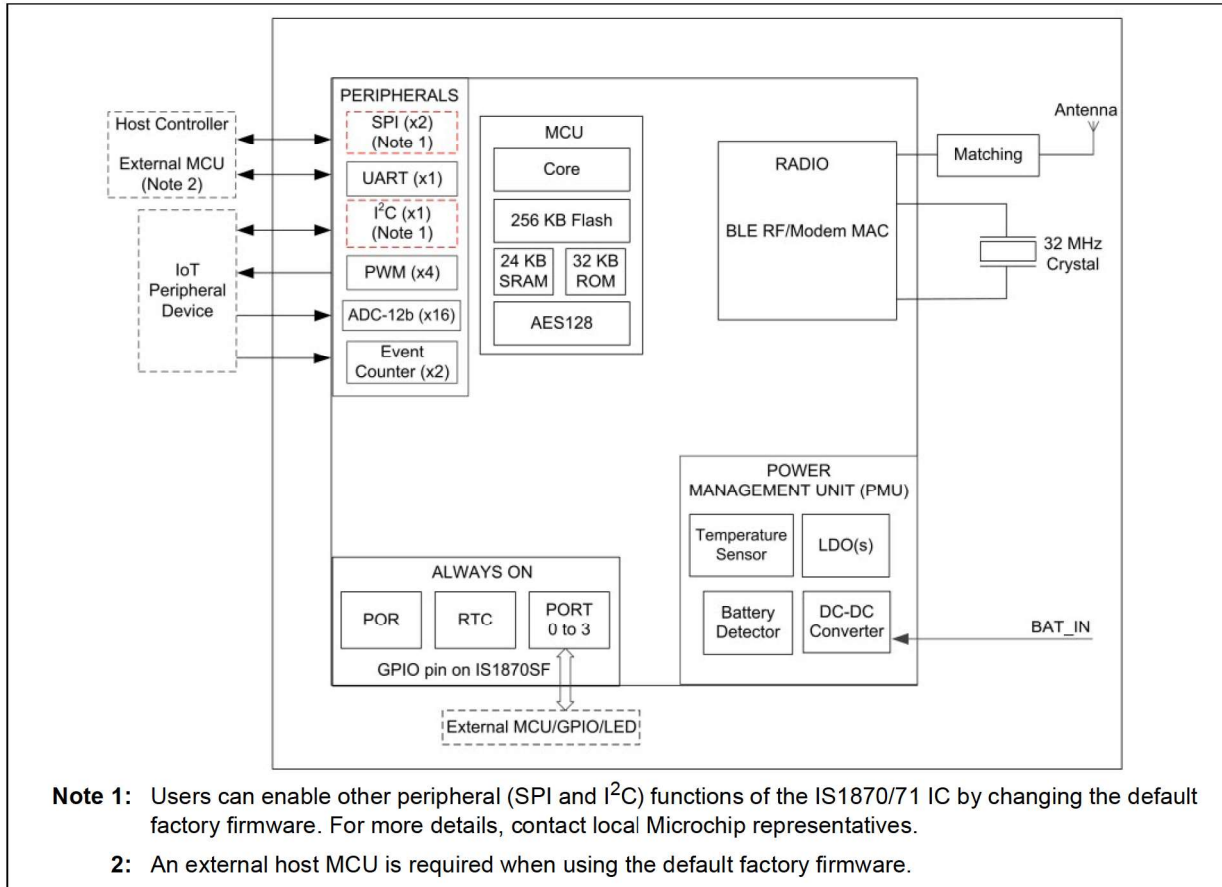 PERIPHERALS
Host Controller
External MCU
(Note 2)
SPI (x2)
(Note 1)
UART (x1)
I²C (x1)
(Note 1)
PWM (x4)
ADC-12b (x16)
Event
Counter (x2)
IoT
Peripheral
Device
MCU
Core
256 KB Flash
24 KB
SRAM
32 KB
ROM
AES128
RADIO
BLE RF/Modem MAC
Matching
Antenna
32 MHz
Crystal
POWER
MANAGEMENT UNIT (PMU)
Temperature
Sensor
LDO(s)
Battery
Detector
DC-DC
Converter
BAT_IN
ALWAYS ON
POR
RTC
PORT
0 to 3
GPIO pin on IS1870SF
External MCU/GPIO/LED
Note 1: Users can enable other peripheral (SPI and I²C) functions of the IS1870/71 IC by changing the default
factory firmware. For more details, contact local Microchip representatives.
2: An external host MCU is required when using the default factory firmware.